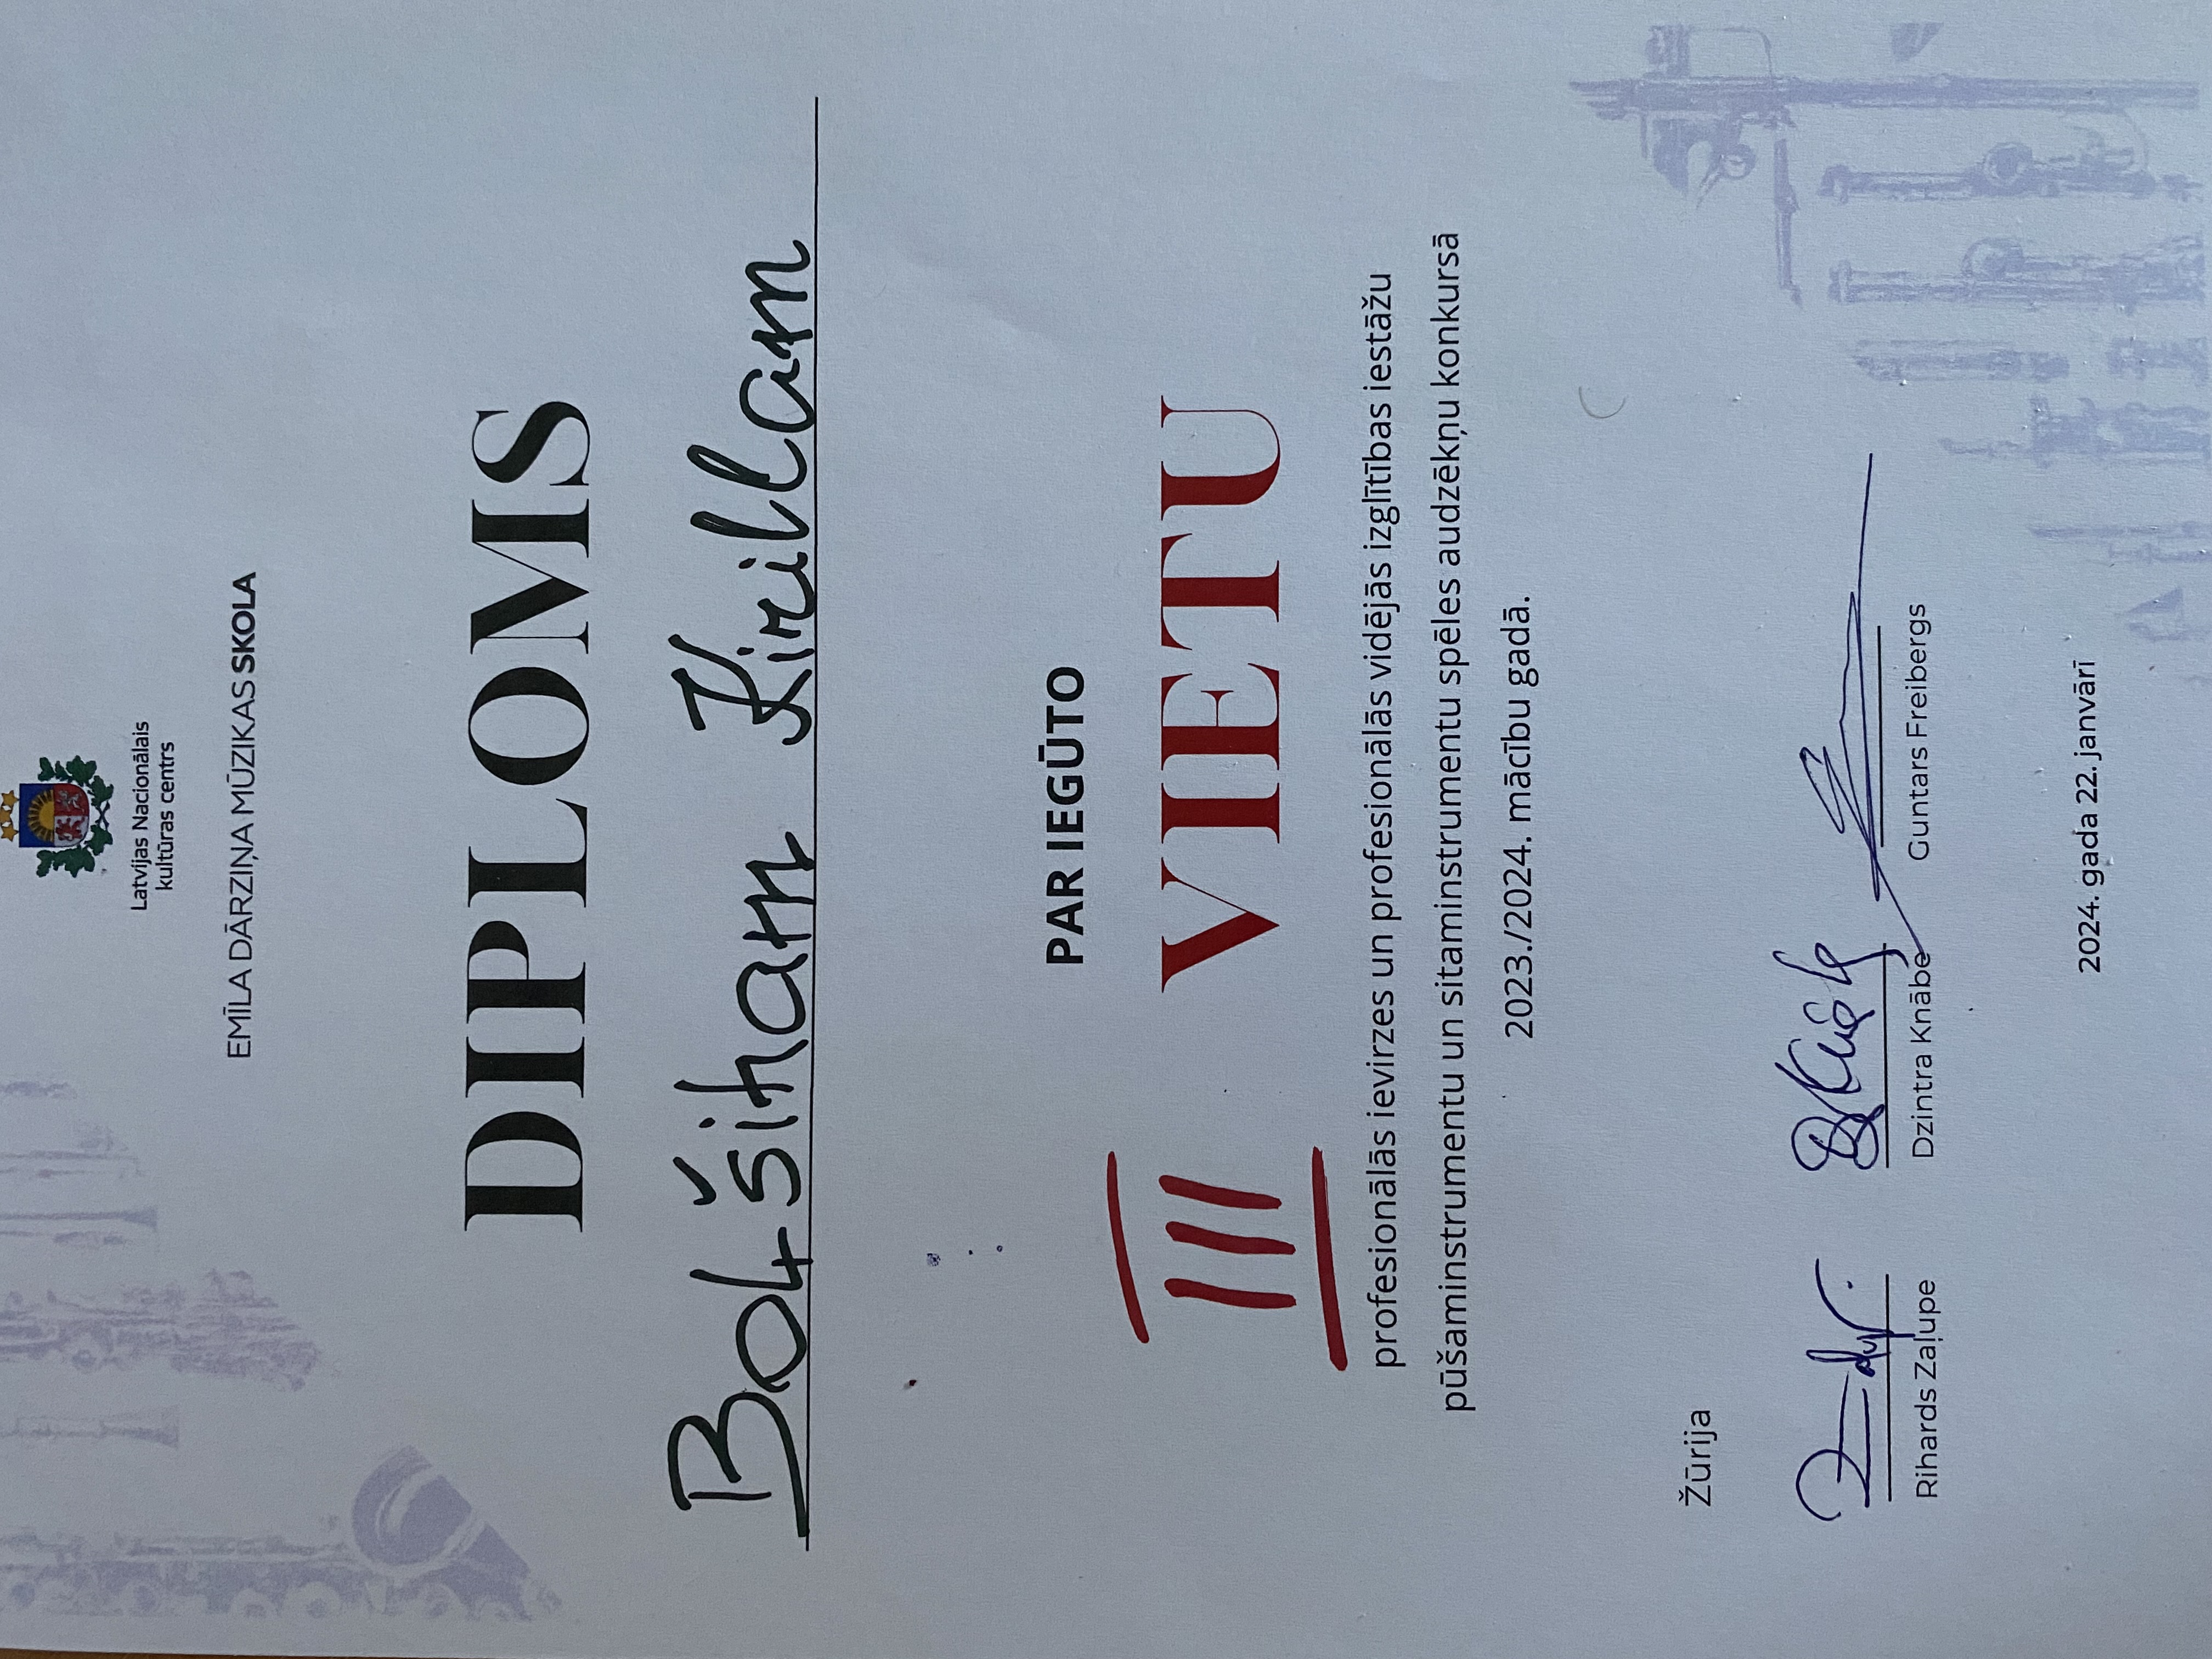 Latvijas Nacionālais
kultūras centrs
EMĪLA DĀRZIŅA MŪZIKAS SKOLA
DIPLOMS
Boļšiham Kirillam
PAR IEGŪTO
III VIETU
profesionālās ievirzes un profesionālās vidējās izglītības iestāžu
pūšaminstrumentu un sitaminstrumentu spēles audzēkņu konkursā
2023./2024. mācību gadā.
Žūrija
Rihards Zaļupe Dzintra Knābe Guntars Freibergs
2024. gada 22. janvārī